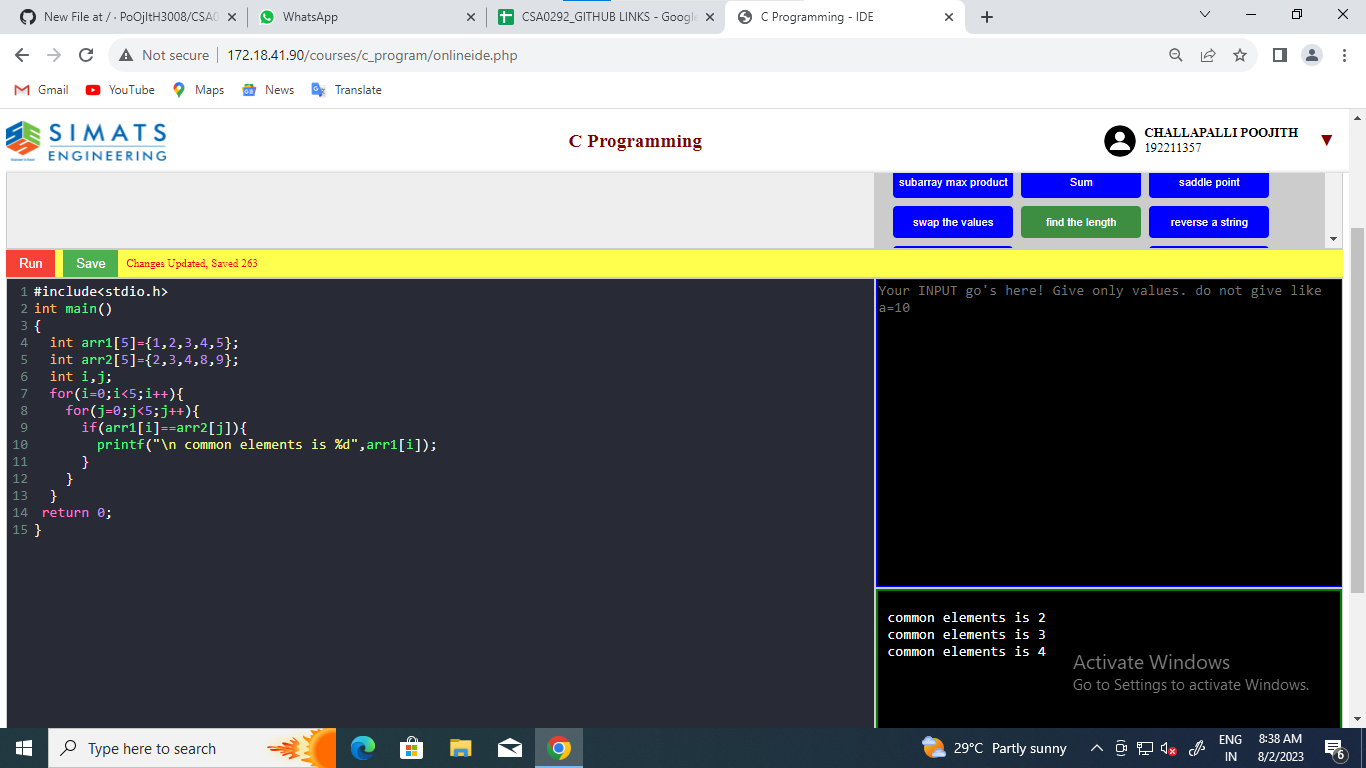 New File at / · PoOjItH3008/CSA0
WhatsApp
CSA0292_GITHUB LINKS - Google
C Programming - IDE
Not secure
172.18.41.90/courses/c_program/onlineide.php
Gmail
YouTube
Maps
News
Translate
SIMATS
ENGINEERING
C Programming
CHALLAPALLI POOJITH
192211357
subarray max product
Sum
saddle point
swap the values
find the length
reverse a string
Run
Save
Changes Updated, Saved 263
1 #include<stdio.h>
2 int main()
3 {
4 int arr1[5]={1,2,3,4,5};
5 int arr2[5]={2,3,4,8,9};
6 int i,j;
7 for(i=0;i<5;i++){
8 for(j=0;j<5;j++){
9 if(arr1[i]==arr2[j]){
10 printf("\n common elements is %d",arr1[i]);
11 }
12 }
13 }
14 return 0;
15 }
Your INPUT go's here! Give only values. do not give like
a=10
common elements is 2
common elements is 3
common elements is 4
Activate Windows
Go to Settings to activate Windows.
Type here to search
29°C Partly sunny
ENG
IN
8:38 AM
8/2/2023
6